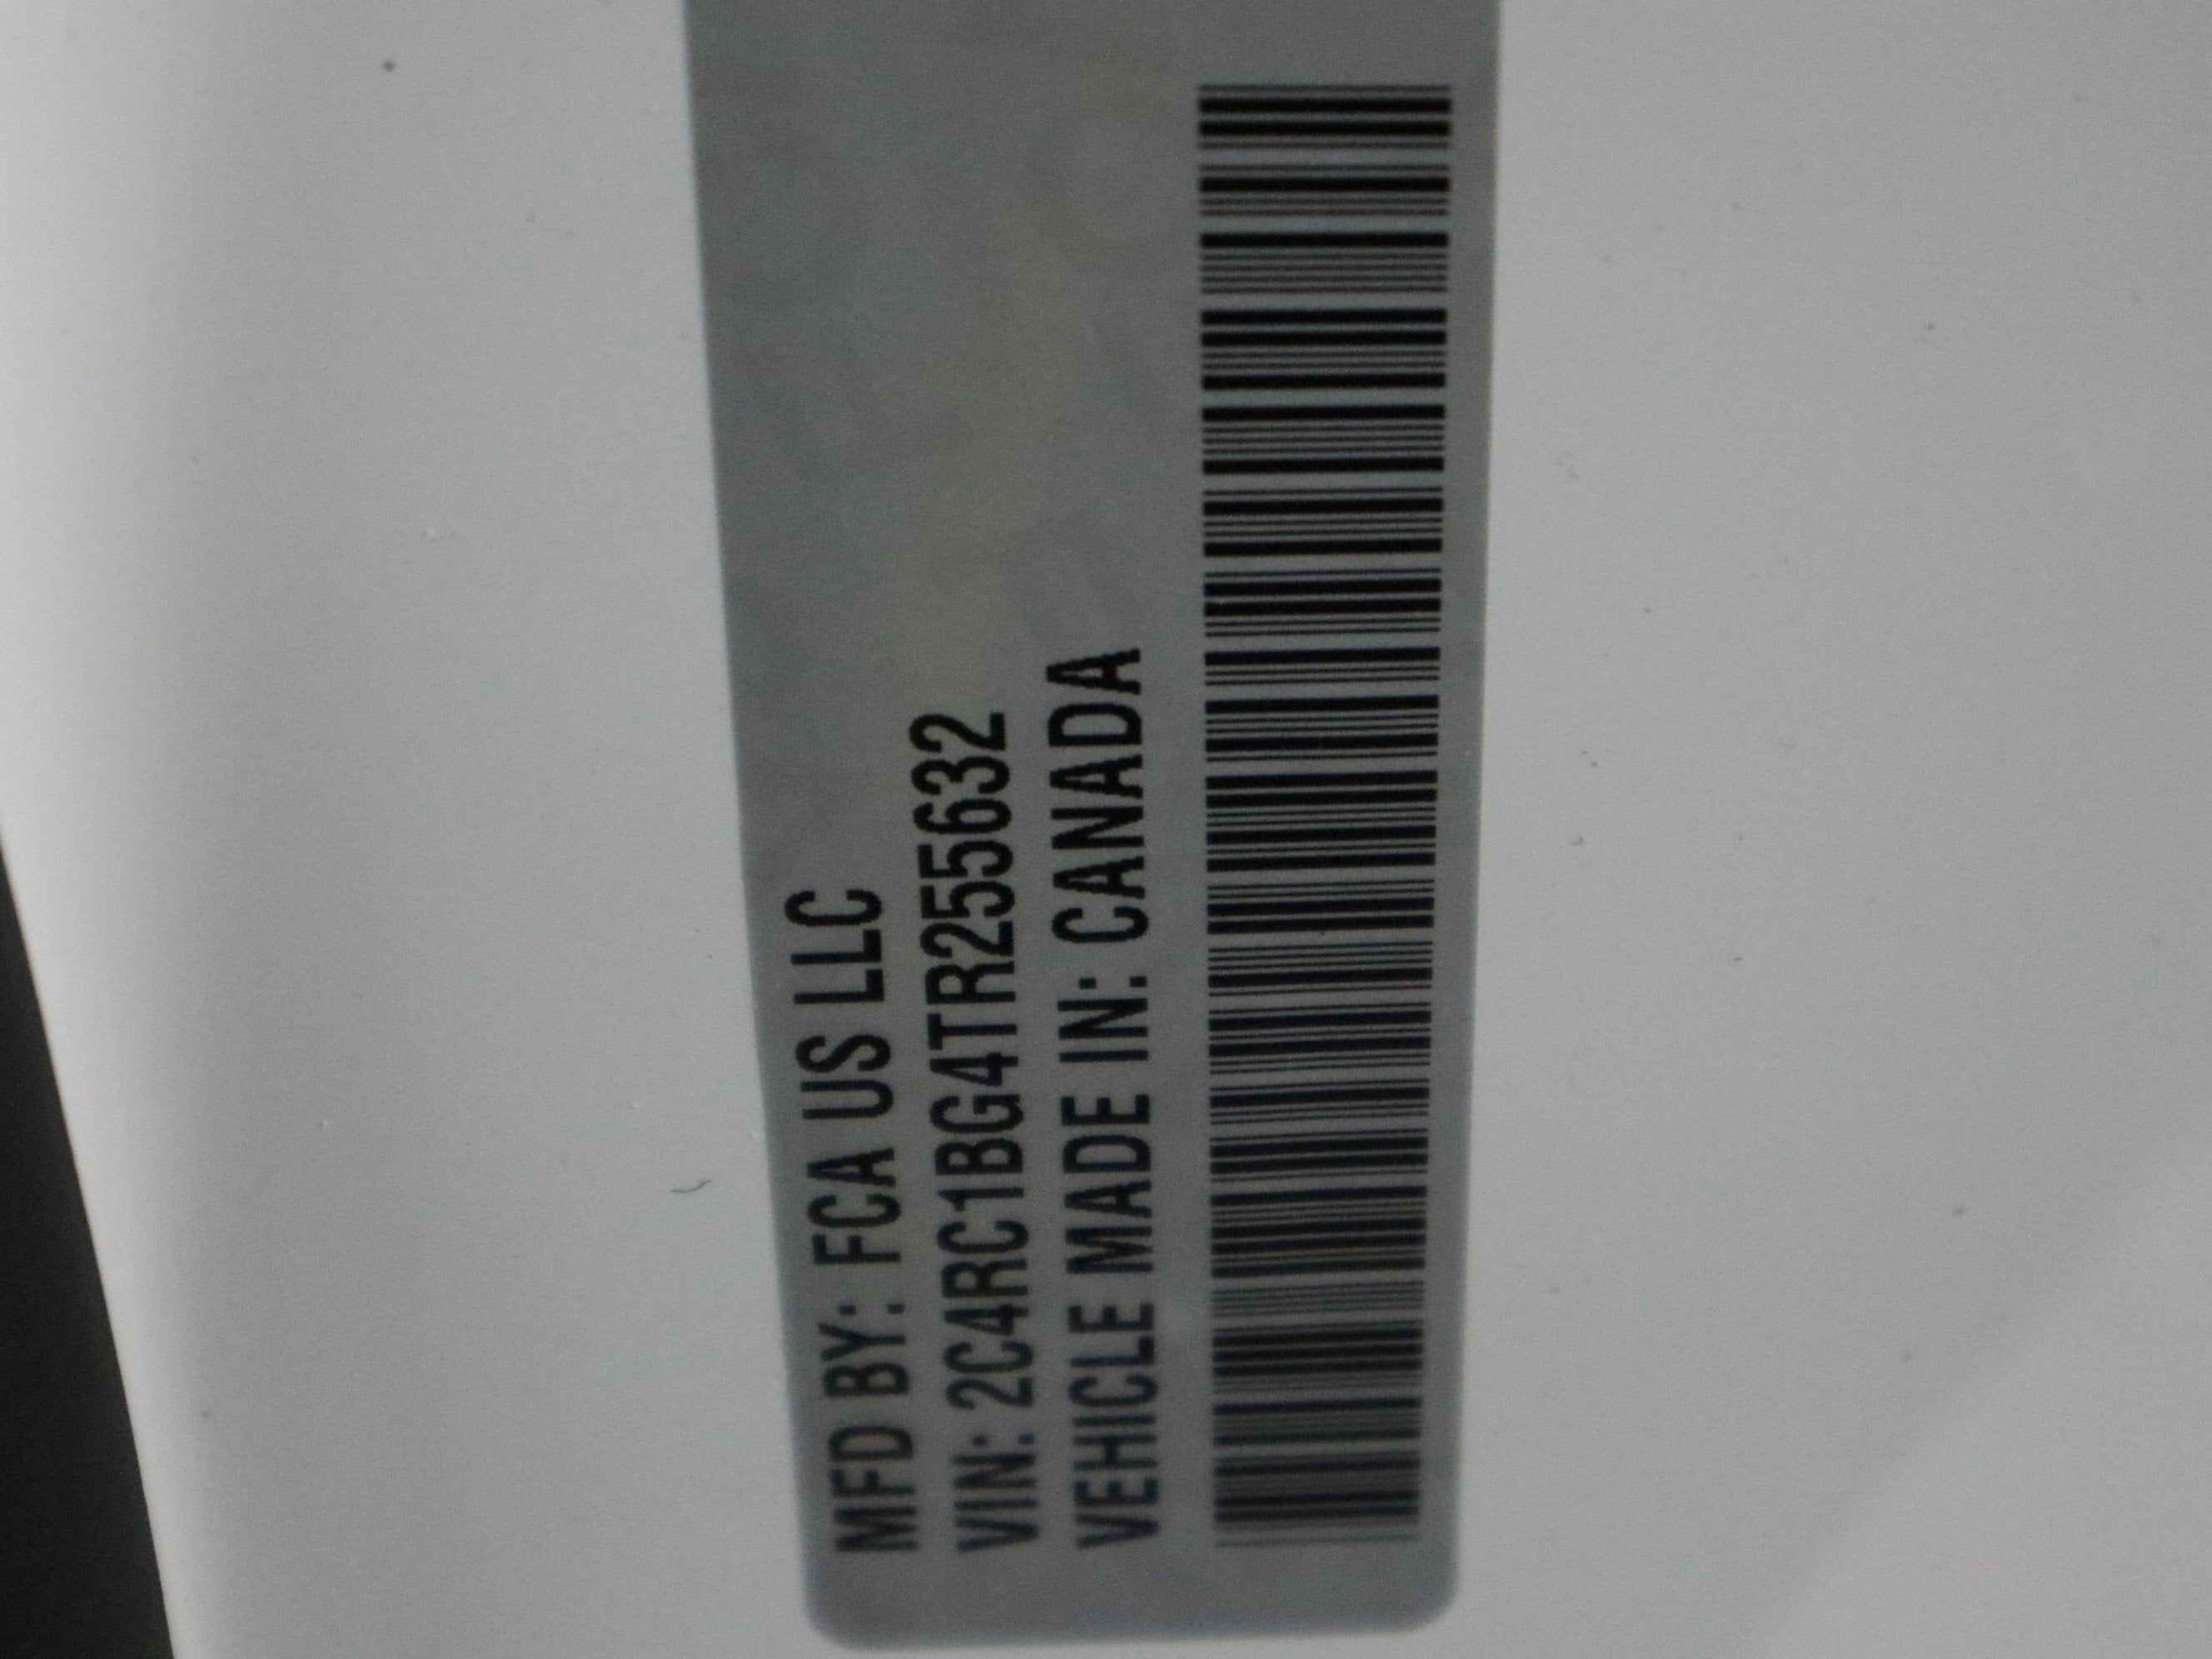 MFD BY: FCA US LLC
VIN: 2C4RC1BG4TR255632
VEHICLE MADE IN: CANADA